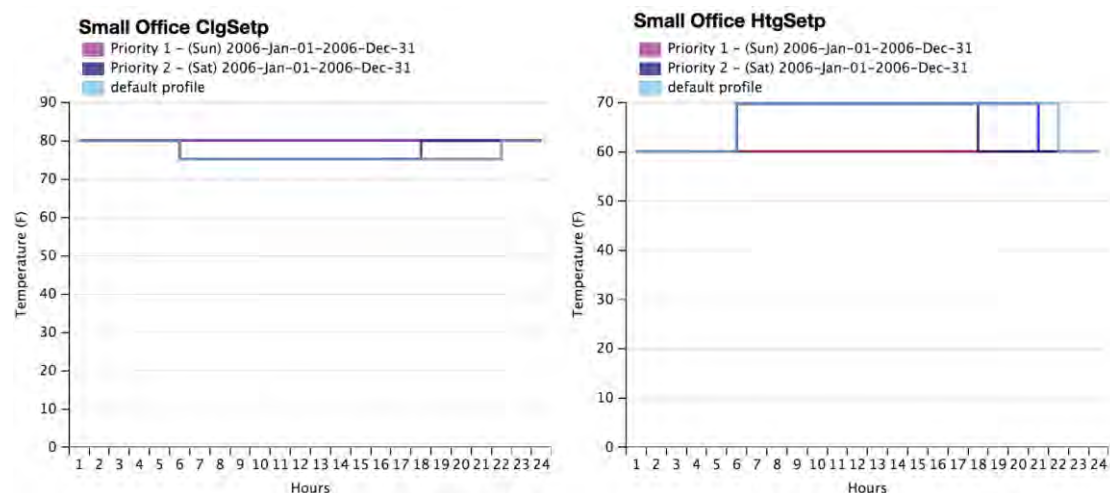 Small Office ClgSetp
Priority 1 - (Sun) 2006-Jan-01-2006-Dec-31
Priority 2 - (Sat) 2006-Jan-01-2006-Dec-31
default profile
90
80
70
60
50
40
30
20
10
0
Temperature (F)
1 2 3 4 5 6 7 8 9 10 11 12 13 14 15 16 17 18 19 20 21 22 23 24
Hours
Small Office HtgSetp
Priority 1 - (Sun) 2006-Jan-01-2006-Dec-31
Priority 2 - (Sat) 2006-Jan-01-2006-Dec-31
default profile
70
60
50
40
30
20
10
0
Temperature (F)
1 2 3 4 5 6 7 8 9 10 11 12 13 14 15 16 17 18 19 20 21 22 23 24
Hours